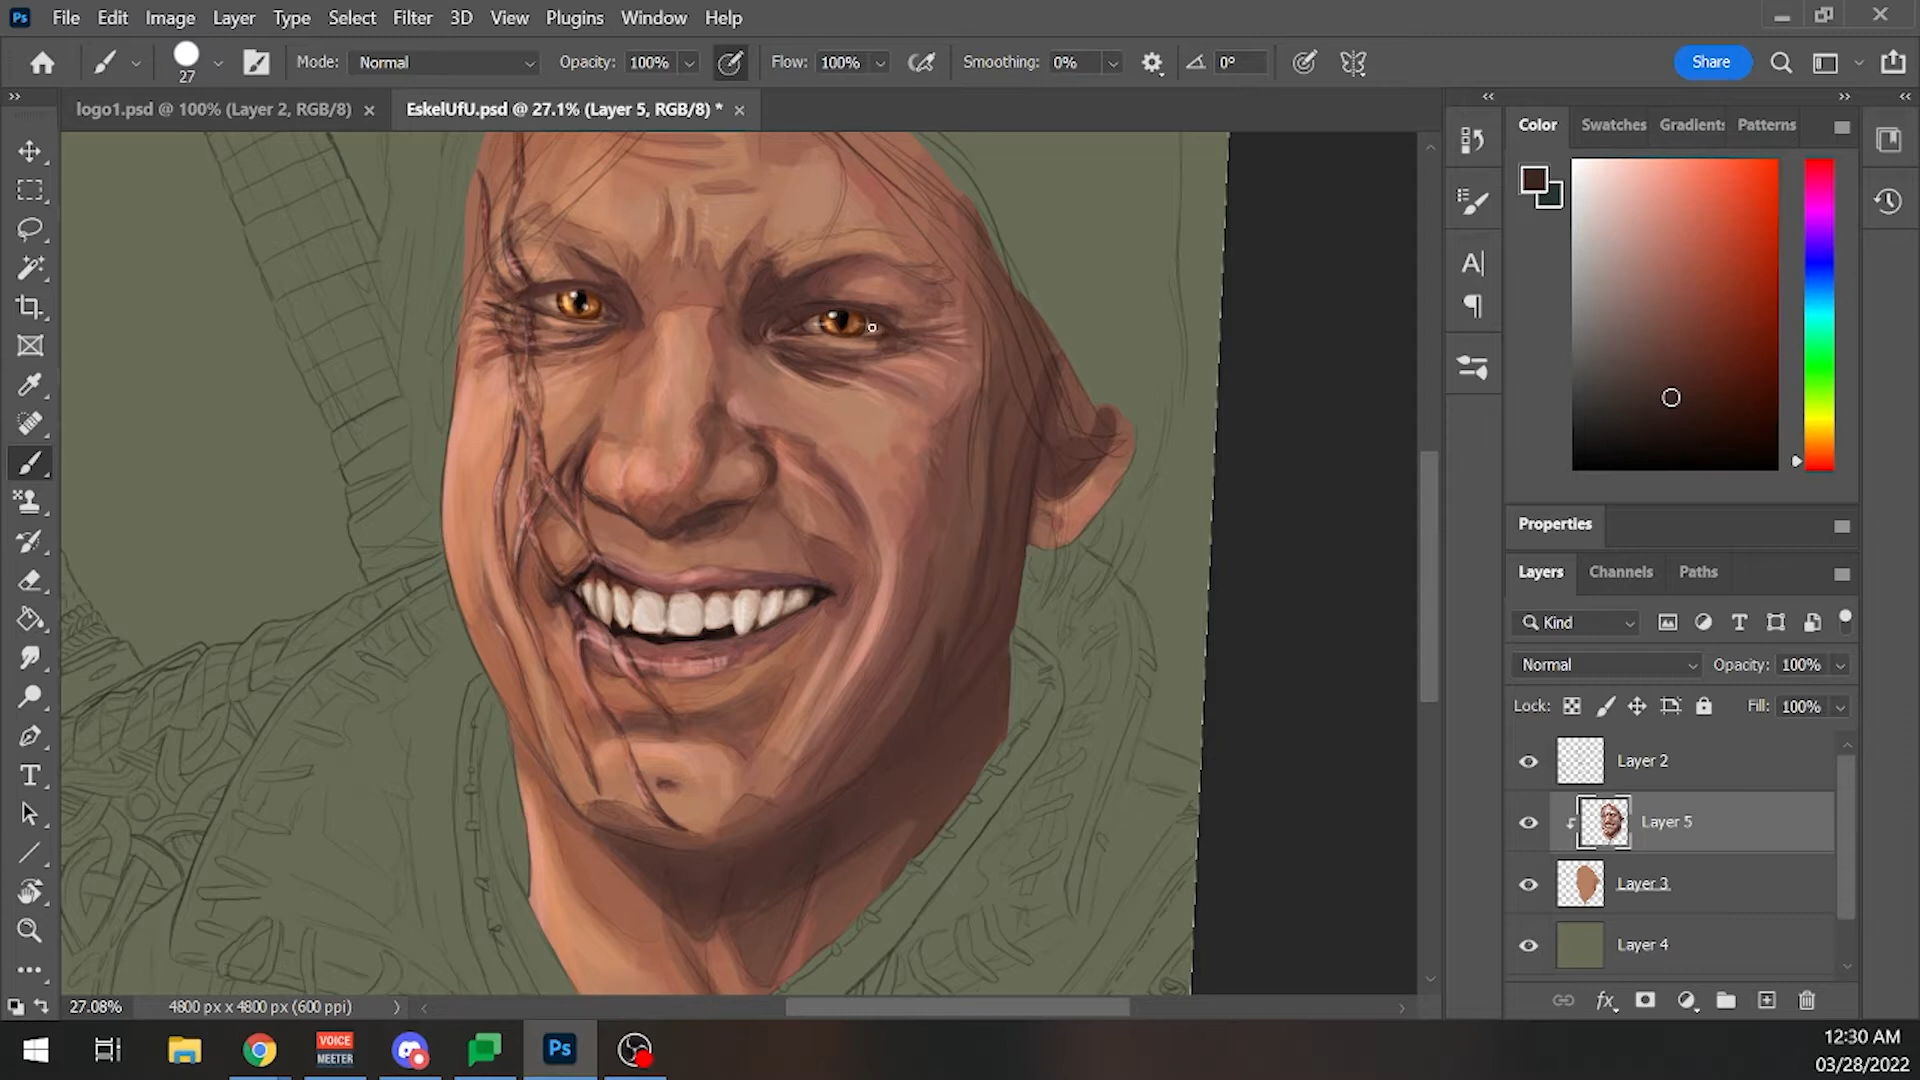 Ps File Edit Image Layer Type Select Filter 3D View Plugins Window Help
27 Mode: Normal Opacity: 100% Flow: 100% Smoothing: 0% 0° Share
logo1.psd @ 100% (Layer 2, RGB/8) EskelUfU.psd @ 27.1% (Layer 5, RGB/8) *
Color Swatches Gradients Patterns
Properties
Layers Channels Paths
Kind
Normal Opacity: 100%
Lock: Fill: 100%
Layer 2
Layer 5
Layer 3
Layer 4
fx
27.08% 4800 px x 4800 px (600 ppi)
VOICE
MEETER
Ps
12:30 AM
03/28/2022